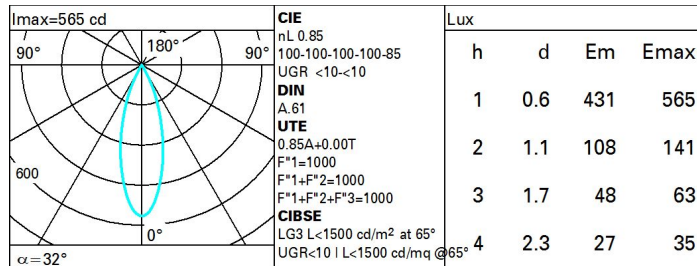 Imax=565 cd
90°
180°
90°
600
0°
α=32°
CIE
nL 0.85
100-100-100-100-85
UGR <10-<10
DIN
A.61
UTE
0.85A+0.00T
F"1=1000
F"1+F"2=1000
F"1+F"2+F"3=1000
CIBSE
LG3 L<1500 cd/m² at 65°
UGR<10 | L<1500 cd/mq @65°
Lux
h d Em Emax
1 0.6 431 565
2 1.1 108 141
3 1.7 48 63
4 2.3 27 35